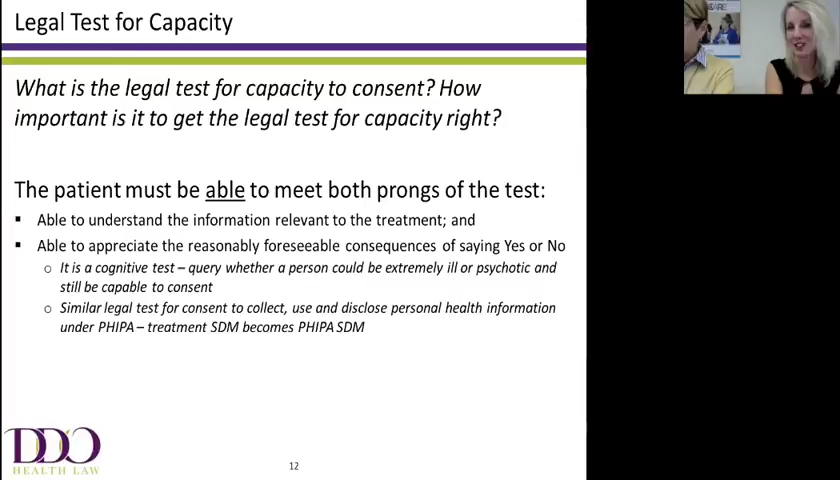 Legal Test for Capacity
What is the legal test for capacity to consent? How
important is it to get the legal test for capacity right?
The patient must be able to meet both prongs of the test:
▪ Able to understand the information relevant to the treatment; and
▪ Able to appreciate the reasonably foreseeable consequences of saying Yes or No
o It is a cognitive test – query whether a person could be extremely ill or psychotic and
still be capable to consent
o Similar legal test for consent to collect, use and disclose personal health information
under PHIPA – treatment SDM becomes PHIPA SDM
DDO
HEALTH LAW
12